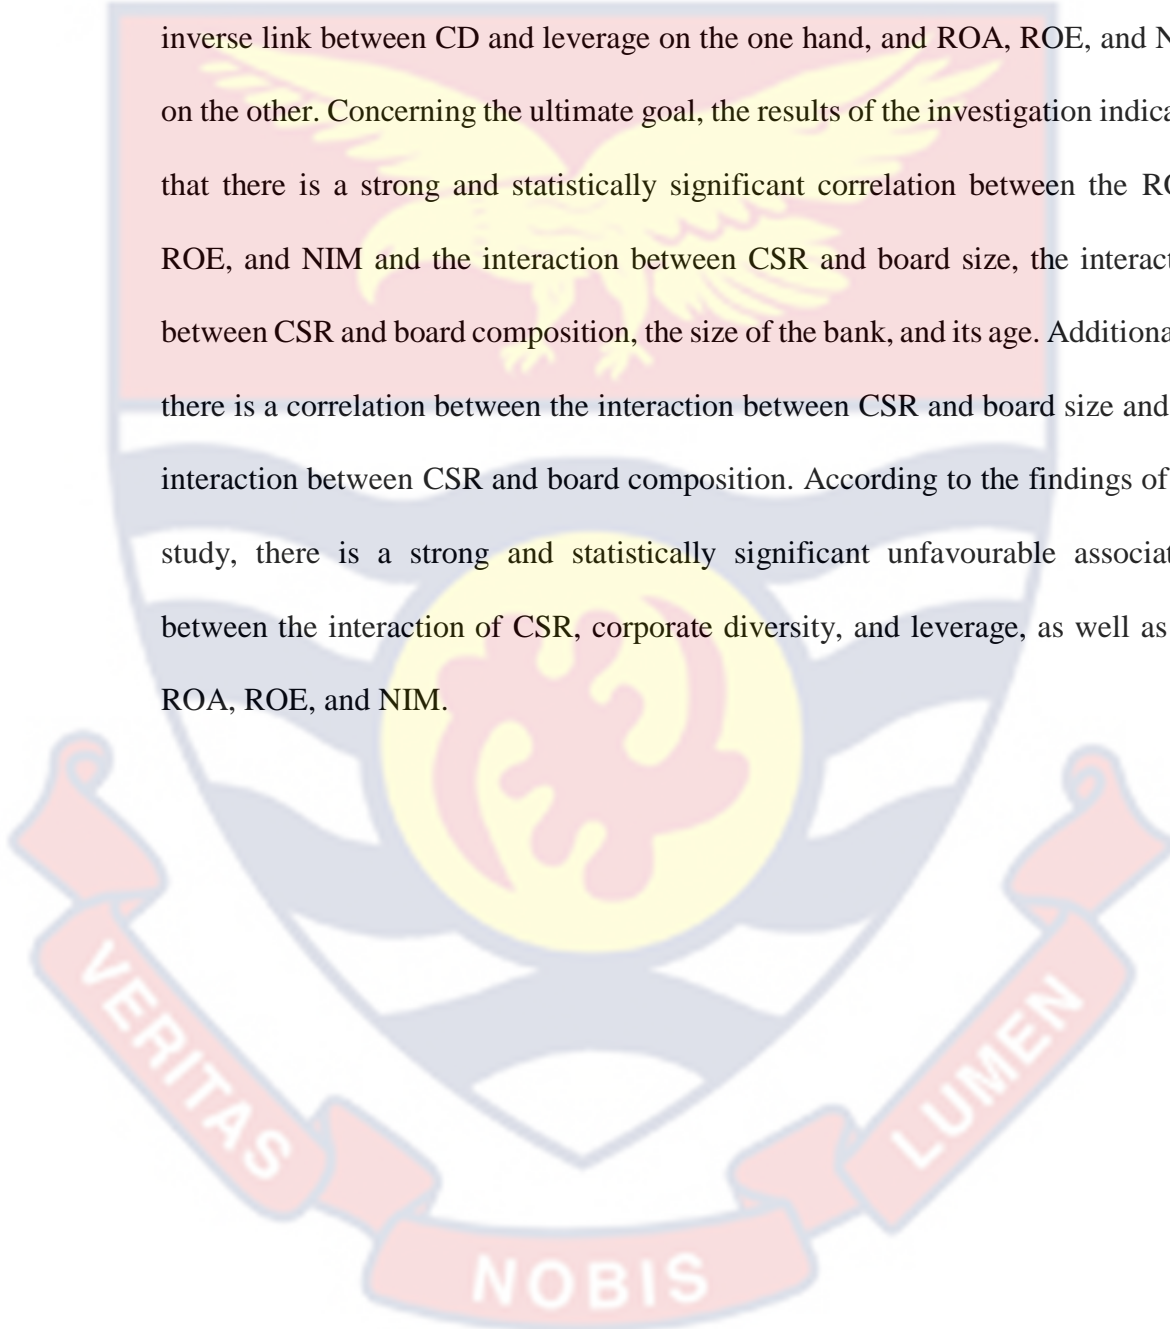 inverse link between CD and leverage on the one hand, and ROA, ROE, and N
on the other. Concerning the ultimate goal, the results of the investigation indica
that there is a strong and statistically significant correlation between the RO
ROE, and NIM and the interaction between CSR and board size, the interact
between CSR and board composition, the size of the bank, and its age. Additiona
there is a correlation between the interaction between CSR and board size and
interaction between CSR and board composition. According to the findings of
study, there is a strong and statistically significant unfavourable associat
between the interaction of CSR, corporate diversity, and leverage, as well as
ROA, ROE, and NIM.
VERITAS
NOBIS
LUMEN